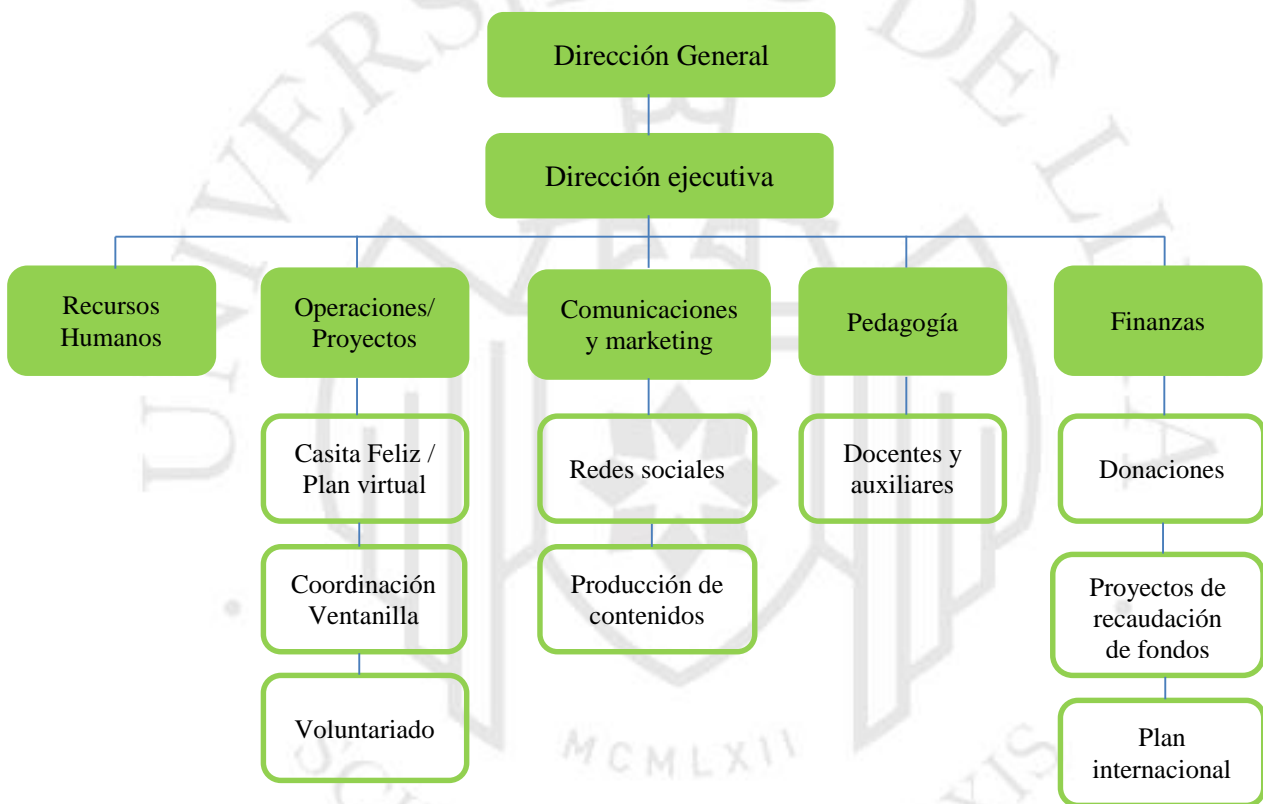 Dirección General
Dirección ejecutiva
Recursos
Humanos
Operaciones/
Proyectos
Comunicaciones
y marketing
Pedagogía
Finanzas
Casita Feliz /
Plan virtual
Redes sociales
Docentes y
auxiliares
Donaciones
Coordinación
Ventanilla
Producción de
contenidos
Proyectos de
recaudación
de fondos
Voluntariado
Plan
internacional
MCMLXII